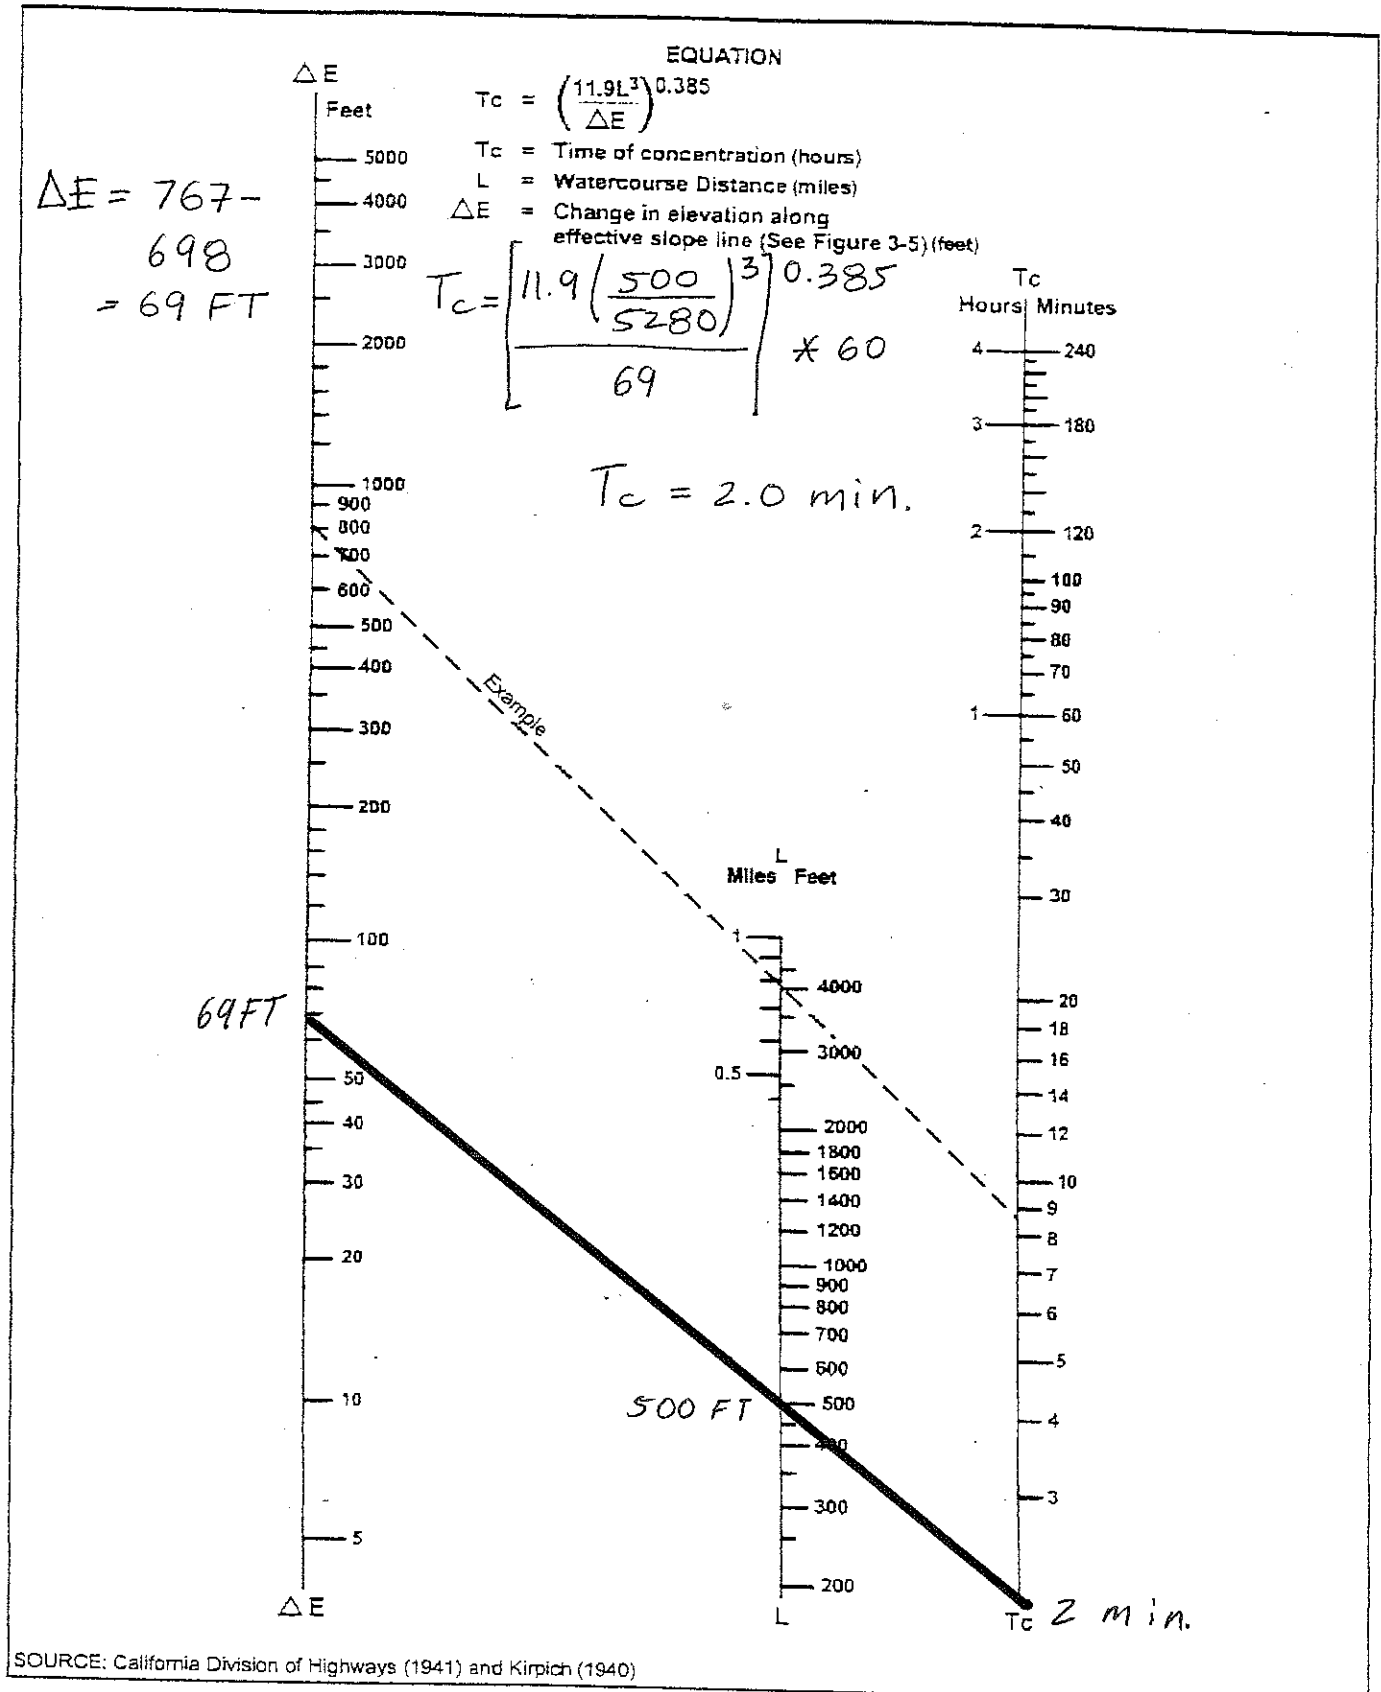 EQUATION
Tc = (11.9L³ / ΔE)^0.385
Tc = Time of concentration (hours)
L = Watercourse Distance (miles)
ΔE = Change in elevation along
effective slope line (See Figure 3-5) (feet)
ΔE = 767-
698
= 69 FT
Tc = [11.9 (500/5280)³ / 69]^0.385 * 60
Tc = 2.0 min.
ΔE
Feet
5000
4000
3000
2000
1000
900
800
700
600
500
400
300
200
100
69 FT
50
40
30
20
10
5
ΔE
Example
L
Miles Feet
1
4000
3000
0.5
2000
1800
1600
1400
1200
1000
900
800
700
600
500 FT
500
400
300
200
L
Tc
Hours Minutes
4 240
3 180
2 120
100
90
80
70
1 60
50
40
30
20
18
16
14
12
10
9
8
7
6
5
4
3
Tc 2 min.
SOURCE: California Division of Highways (1941) and Kirpich (1940)